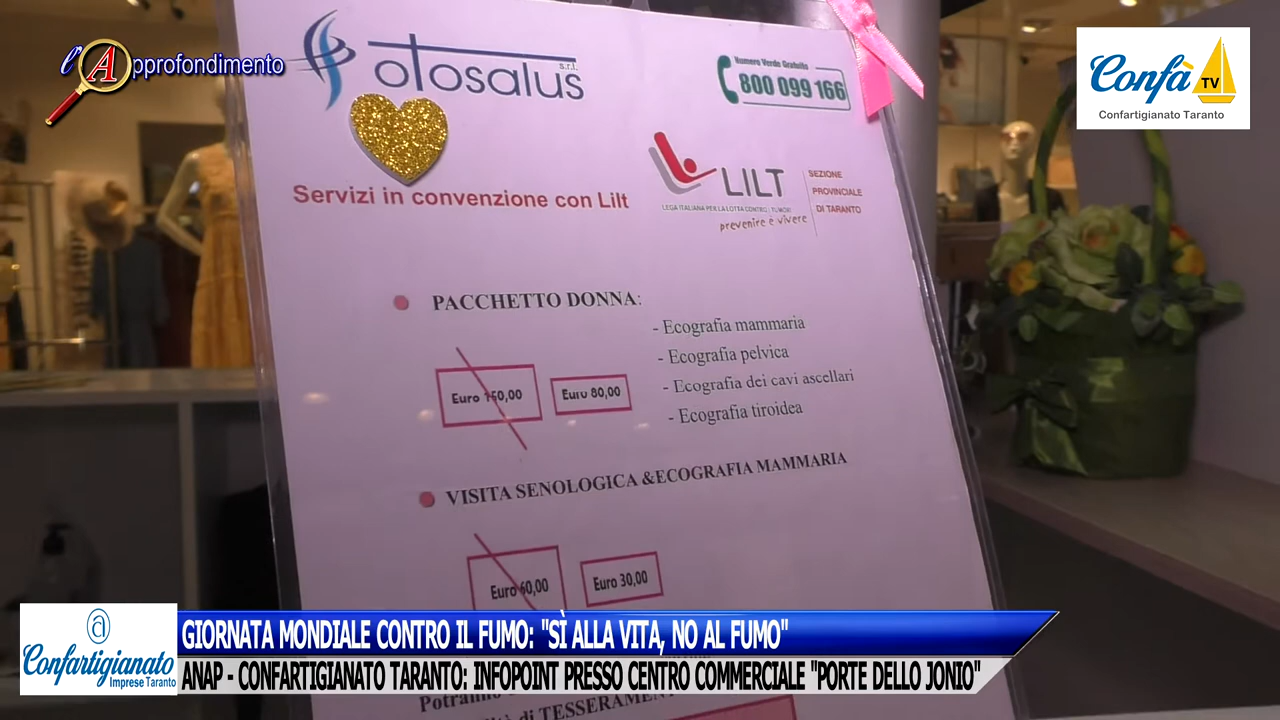 l'Approfondimento
otosalus
s.r.l.
Numero Verde Gratuito
800 099 166
Confà TV
Confartigianato Taranto
Servizi in convenzione con Lilt
LILT
LEGA ITALIANA PER LA LOTTA CONTRO I TUMORI
prevenire è vivere
SEZIONE
PROVINCIALE
DI TARANTO
PACCHETTO DONNA:
- Ecografia mammaria
- Ecografia pelvica
- Ecografia dei cavi ascellari
- Ecografia tiroidea
Euro 150,00
Euro 80,00
VISITA SENOLOGICA &ECOGRAFIA MAMMARIA
Euro 60,00
Euro 30,00
@
Confartigianato
Imprese Taranto
GIORNATA MONDIALE CONTRO IL FUMO: "SÌ ALLA VITA, NO AL FUMO"
ANAP - CONFARTIGIANATO TARANTO: INFOPOINT PRESSO CENTRO COMMERCIALE "PORTE DELLO JONIO"
di TESSERAMENT